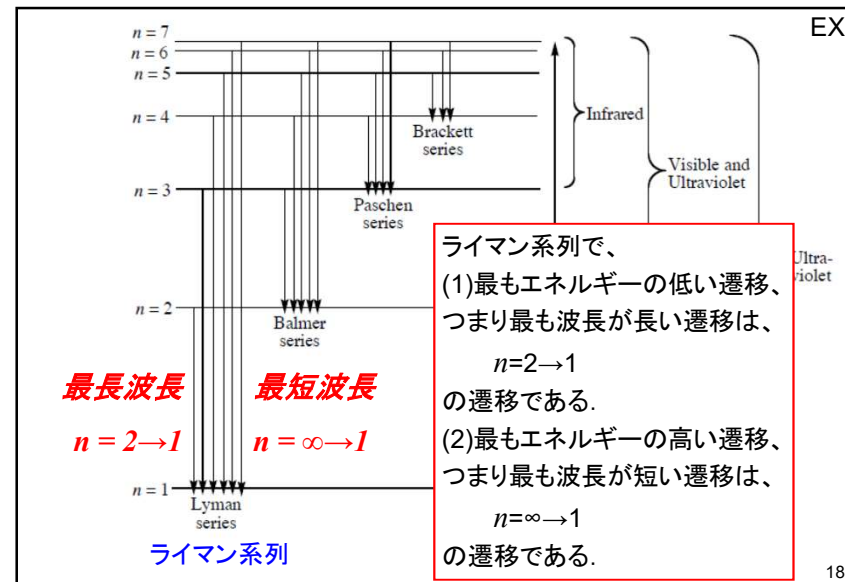 EX
n = 7
n = 6
n = 5
n = 4
n = 3
n = 2
n = 1
Infrared
Visible and
Ultraviolet
Ultra-
violet
Brackett
series
Paschen
series
Balmer
series
Lyman
series
ライマン系列
最長波長
n = 2→1
最短波長
n = ∞→1
ライマン系列で、
(1)最もエネルギーの低い遷移、
つまり最も波長が長い遷移は、
n=2→1
の遷移である.
(2)最もエネルギーの高い遷移、
つまり最も波長が短い遷移は、
n=∞→1
の遷移である.
18